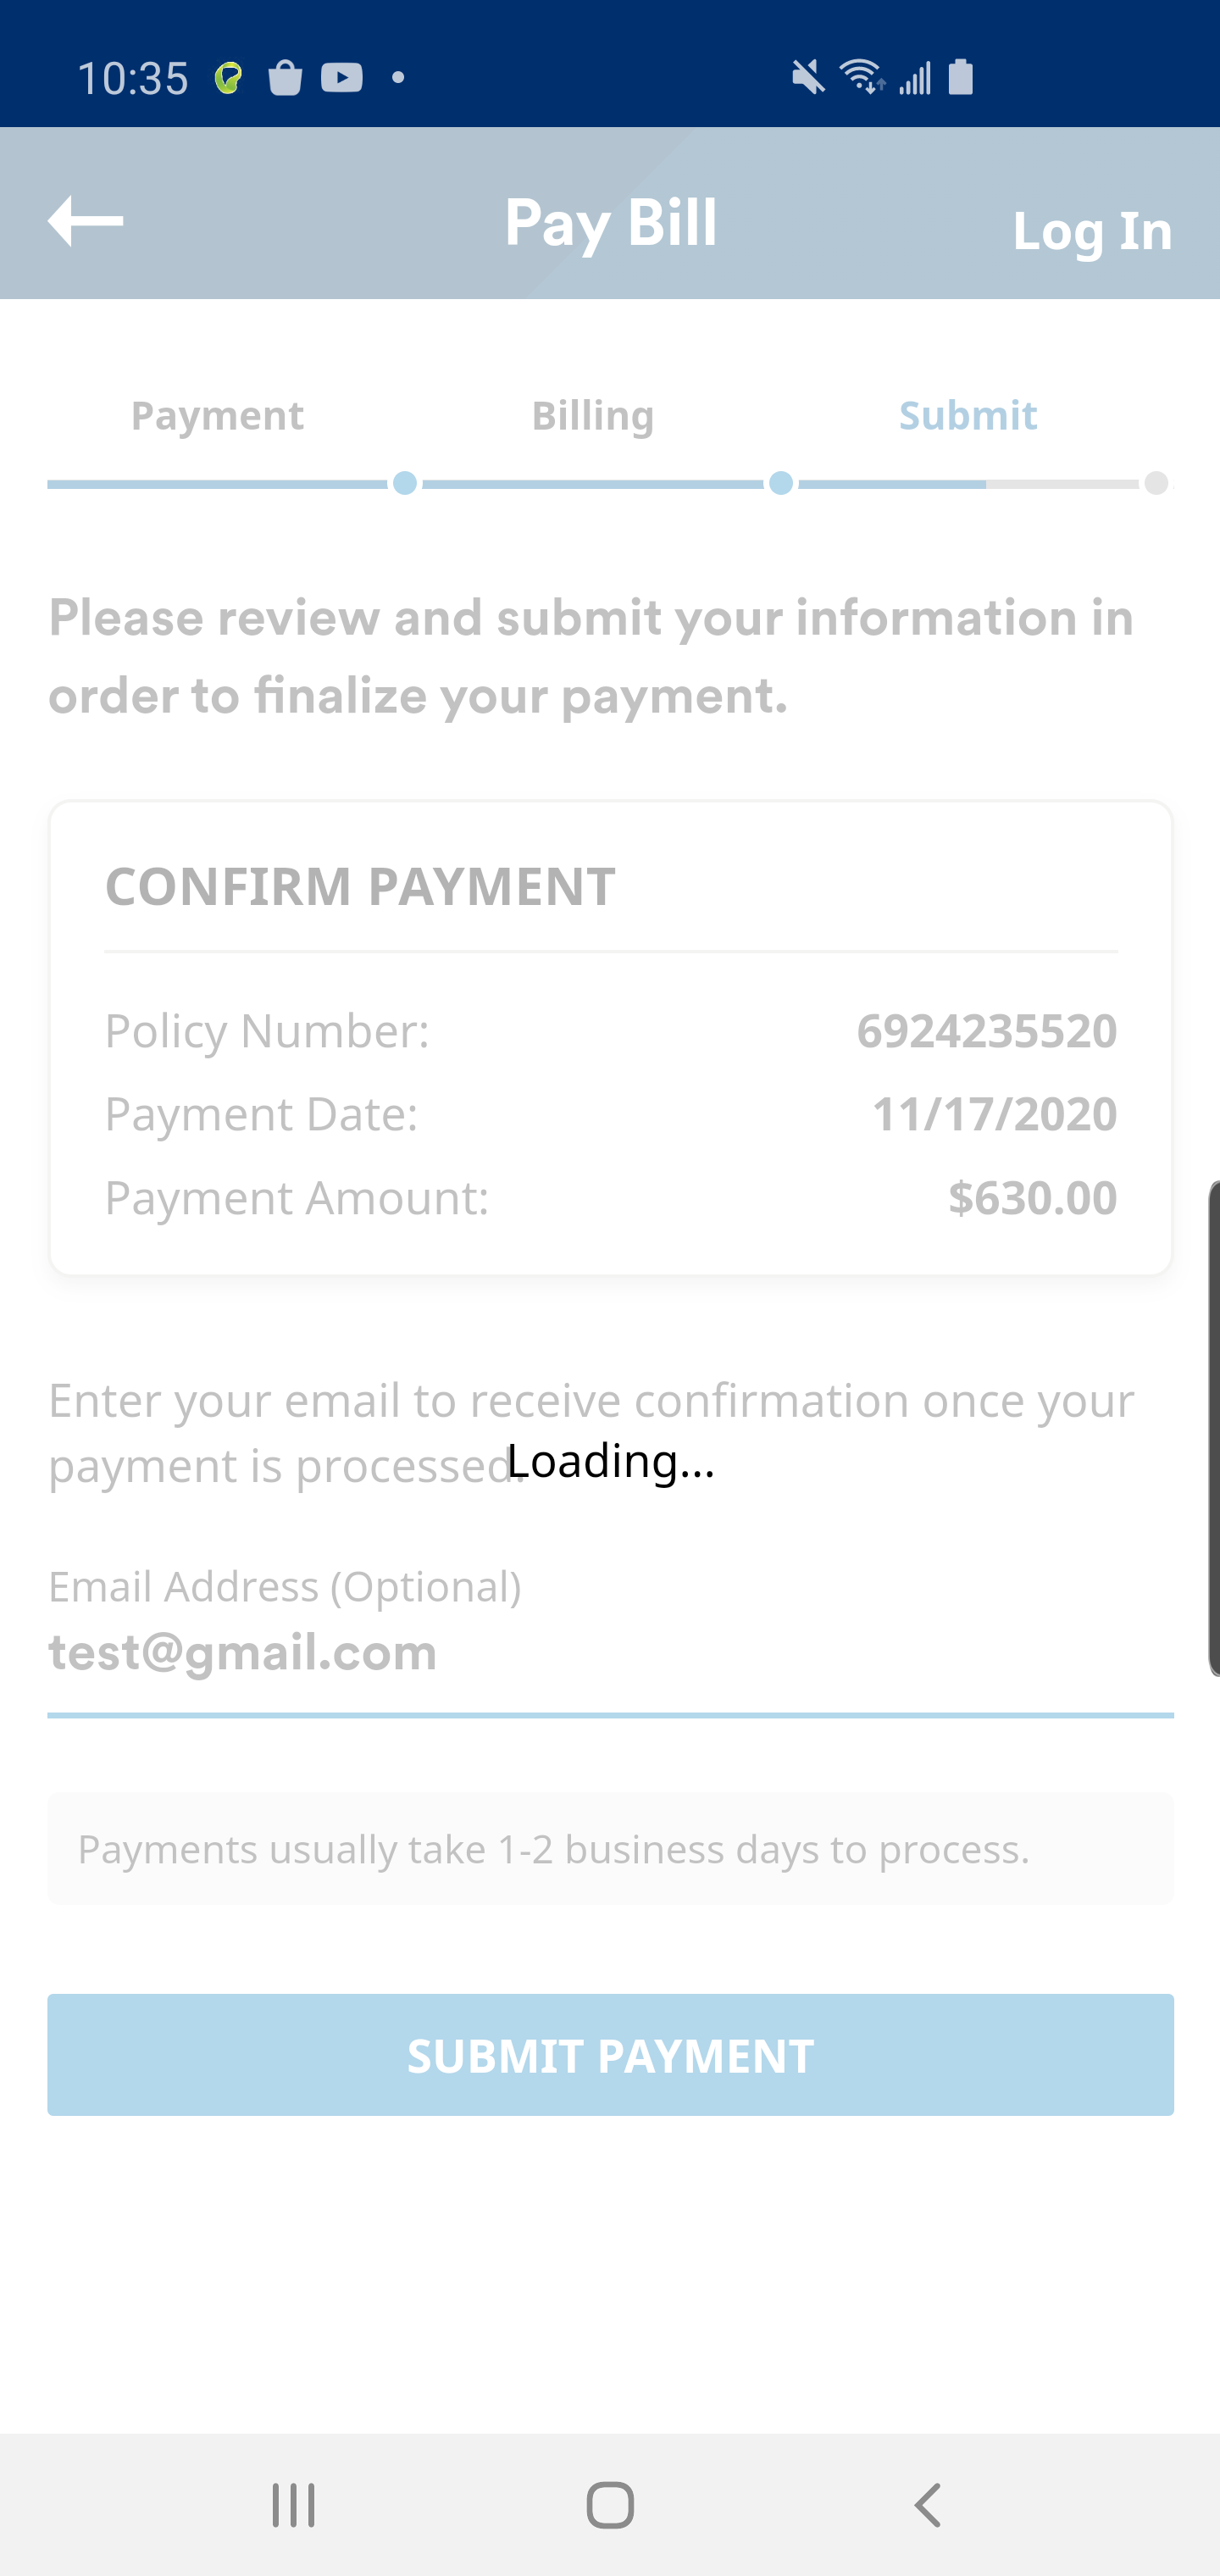 10:35
Pay Bill
Log In
Payment
Billing
Submit
Please review and submit your information in
order to finalize your payment.
CONFIRM PAYMENT
Policy Number:
6924235520
Payment Date:
11/17/2020
Payment Amount:
$630.00
Enter your email to receive confirmation once your
payment is processed.
Loading...
Email Address (Optional)
test@gmail.com
Payments usually take 1-2 business days to process.
SUBMIT PAYMENT